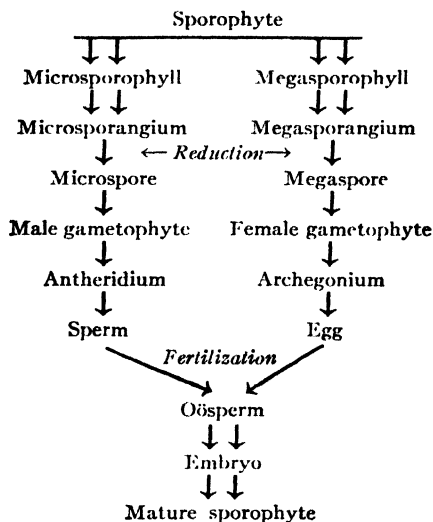 Sporophyte
Microsporophyll Megasporophyll
Microsporangium Megasporangium
Reduction
Microspore Megaspore
Male gametophyte Female gametophyte
Antheridium Archegonium
Sperm Egg
Fertilization
Oösperm
Embryo
Mature sporophyte